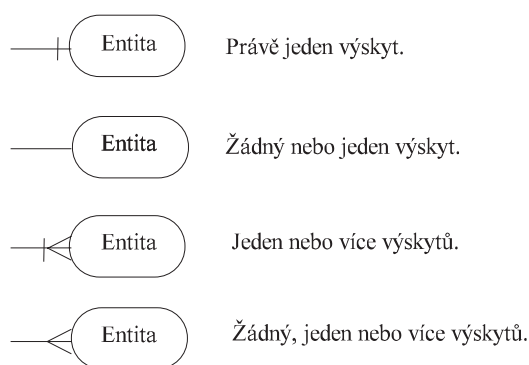 Entita Právě jeden výskyt.
Entita Žádný nebo jeden výskyt.
Entita Jeden nebo více výskytů.
Entita Žádný, jeden nebo více výskytů.